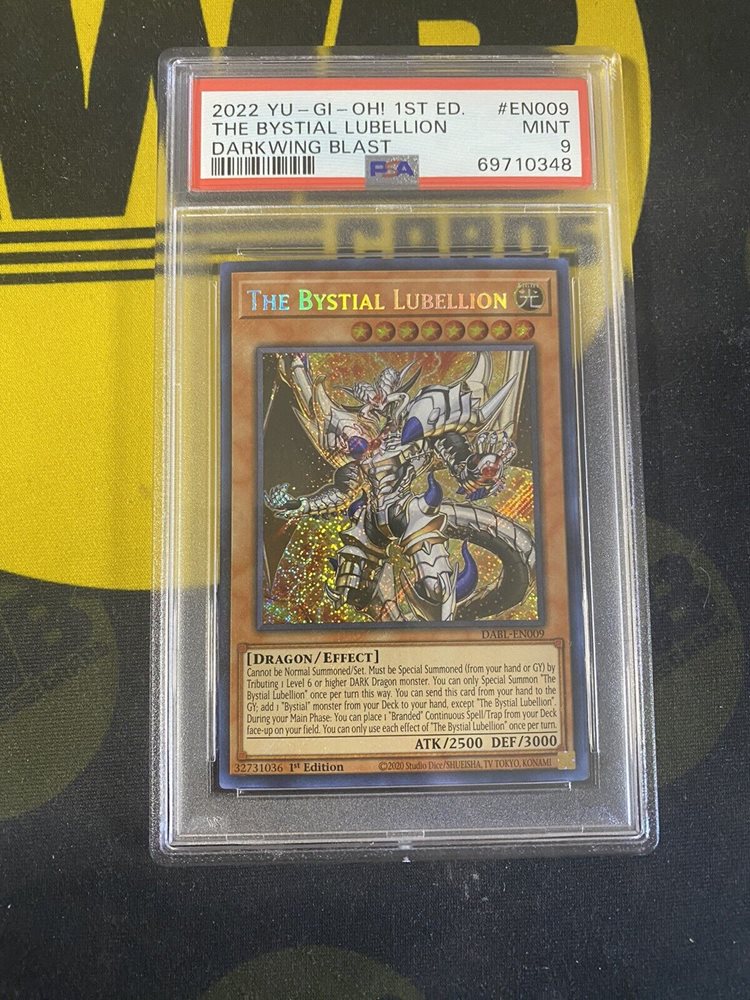 2022 YU-GI-OH! 1ST ED. #EN009
THE BYSTIAL LUBELLION MINT
DARKWING BLAST 9
PSA 69710348
CARDS
THE BYSTIAL LUBELLION
LIGHT
光
DABL-EN009
[DRAGON/EFFECT]
Cannot be Normal Summoned/Set. Must be Special Summoned (from your hand or GY) by
Tributing 1 Level 6 or higher DARK Dragon monster. You can only Special Summon "The
Bystial Lubellion" once per turn this way. You can send this card from your hand to the
GY; add 1 "Bystial" monster from your Deck to your hand, except "The Bystial Lubellion".
During your Main Phase: You can place 1 "Branded" Continuous Spell/Trap from your Deck
face-up on your field. You can only use each effect of "The Bystial Lubellion" once per turn.
ATK/2500 DEF/3000
32731036 1st Edition ©2020 Studio Dice/SHUEISHA, TV TOKYO, KONAMI